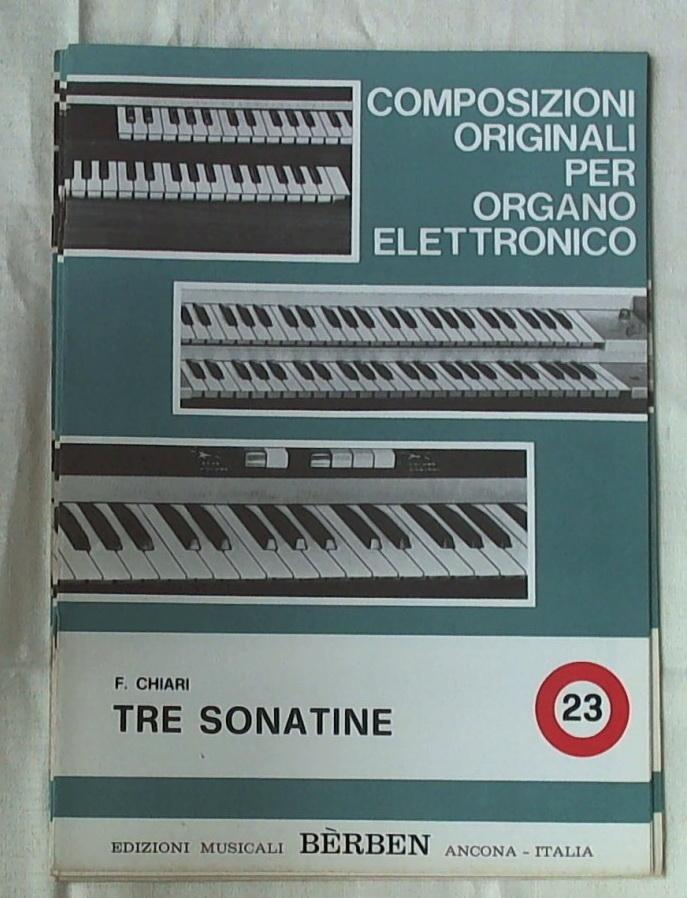 COMPOSIZIONI
ORIGINALI
PER
ORGANO
ELETTRONICO
F. CHIARI
TRE SONATINE
23
EDIZIONI MUSICALI BÈRBEN ANCONA - ITALIA